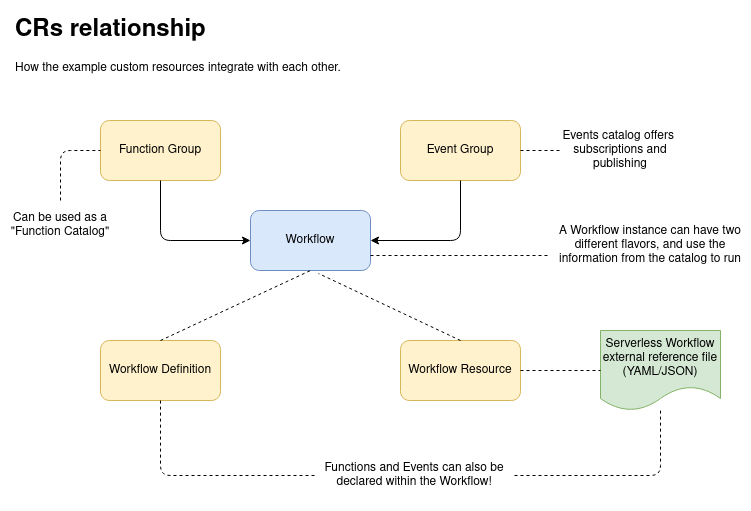 CRs relationship
How the example custom resources integrate with each other.
Function Group
Event Group
Events catalog offers
subscriptions and
publishing
Can be used as a
"Function Catalog"
Workflow
A Workflow instance can have two
different flavors, and use the
information from the catalog to run
Workflow Definition
Workflow Resource
Serverless Workflow
external reference file
(YAML/JSON)
Functions and Events can also be
declared within the Workflow!